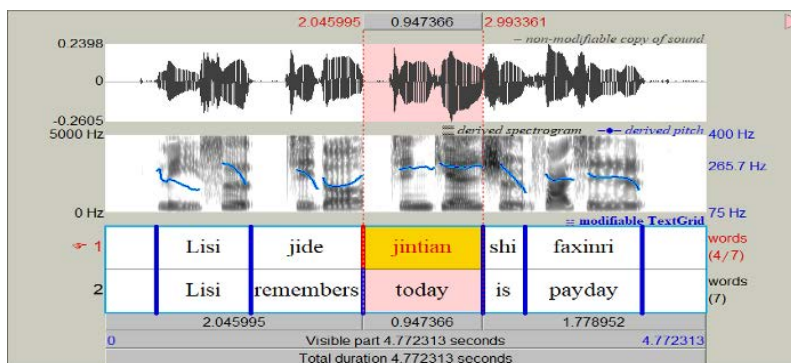 2.045995 0.947366 2.993361
0.2398 non-modifiable copy of sound
0
-0.2605
5000 Hz derived spectrogram derived pitch 400 Hz
265.7 Hz
0 Hz 75 Hz
modifiable TextGrid
1 Lisi jide jintian shi faxinri words (4/7)
2 Lisi remembers today is payday words (7)
2.045995 0.947366 1.778952
0 Visible part 4.772313 seconds 4.772313
Total duration 4.772313 seconds